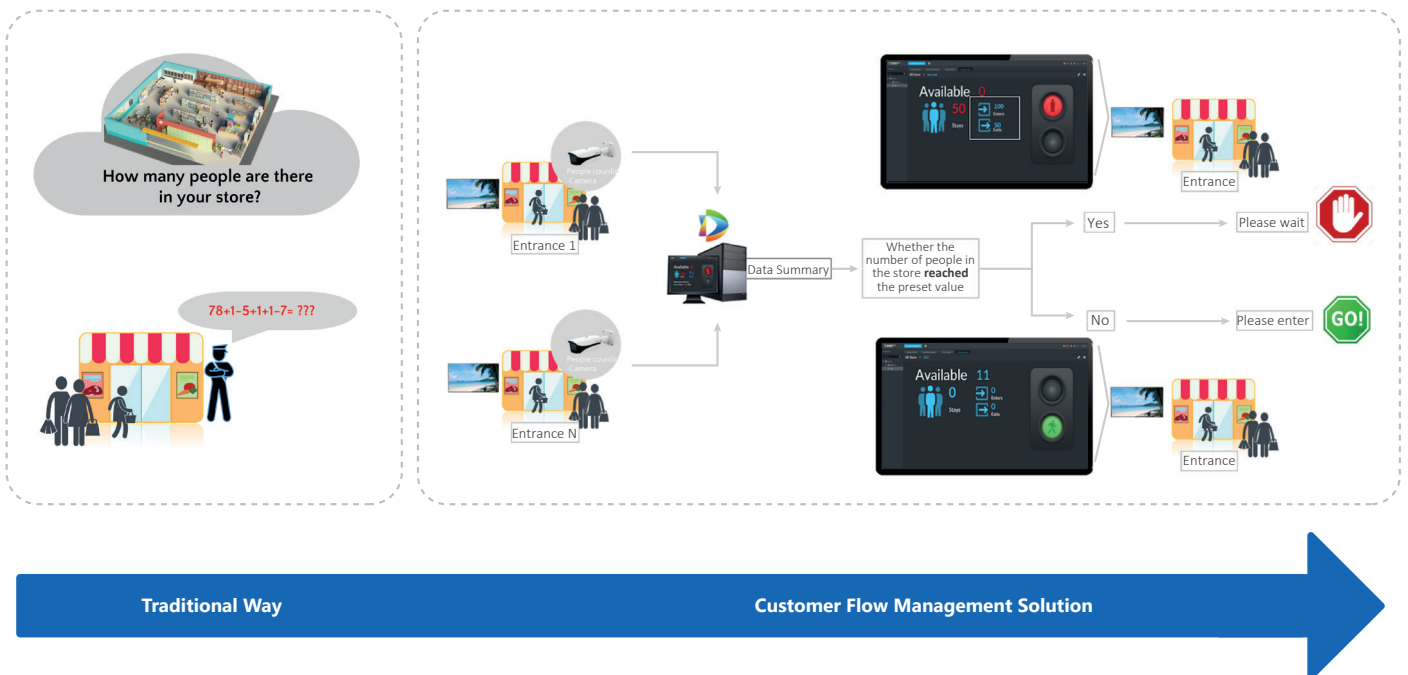 How many people are there
in your store?
78+1-5+1+1-7= ???
People counting
Camera
Entrance 1
People counting
Camera
Entrance N
Data Summary
Whether the
number of people in
the store reached
the preset value
Available 0
50
Stays
100
Enters
50
Exits
Entrance
Yes
Please wait
No
Please enter
GO!
Available 11
0
Stays
0
Enters
0
Exits
Entrance
Traditional Way
Customer Flow Management Solution